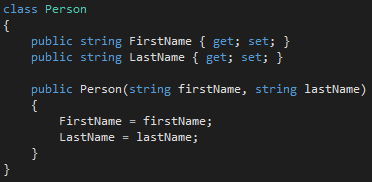 class Person
{
    public string FirstName { get; set; }
    public string LastName { get; set; }

    public Person(string firstName, string lastName)
    {
        FirstName = firstName;
        LastName = lastName;
    }
}